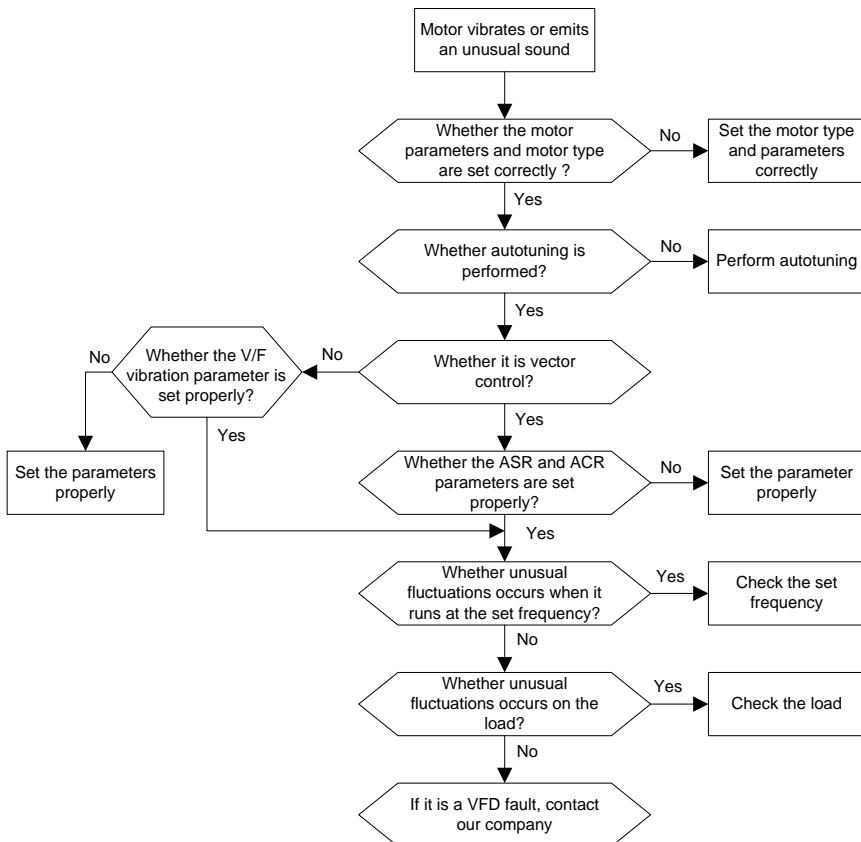 Motor vibrates or emits
an unusual sound
Whether the motor
parameters and motor type
are set correctly ?
No
Set the motor type
and parameters
correctly
Yes
Whether autotuning is
performed?
No
Perform autotuning
Yes
Whether it is vector
control?
No
Whether the V/F
vibration parameter is
set properly?
No
Set the parameters
properly
Yes
Yes
Whether the ASR and ACR
parameters are set
properly?
No
Set the parameter
properly
Yes
Whether unusual
fluctuations occurs when it
runs at the set frequency?
Yes
Check the set
frequency
No
Whether unusual
fluctuations occurs on the
load?
Yes
Check the load
No
If it is a VFD fault, contact
our company